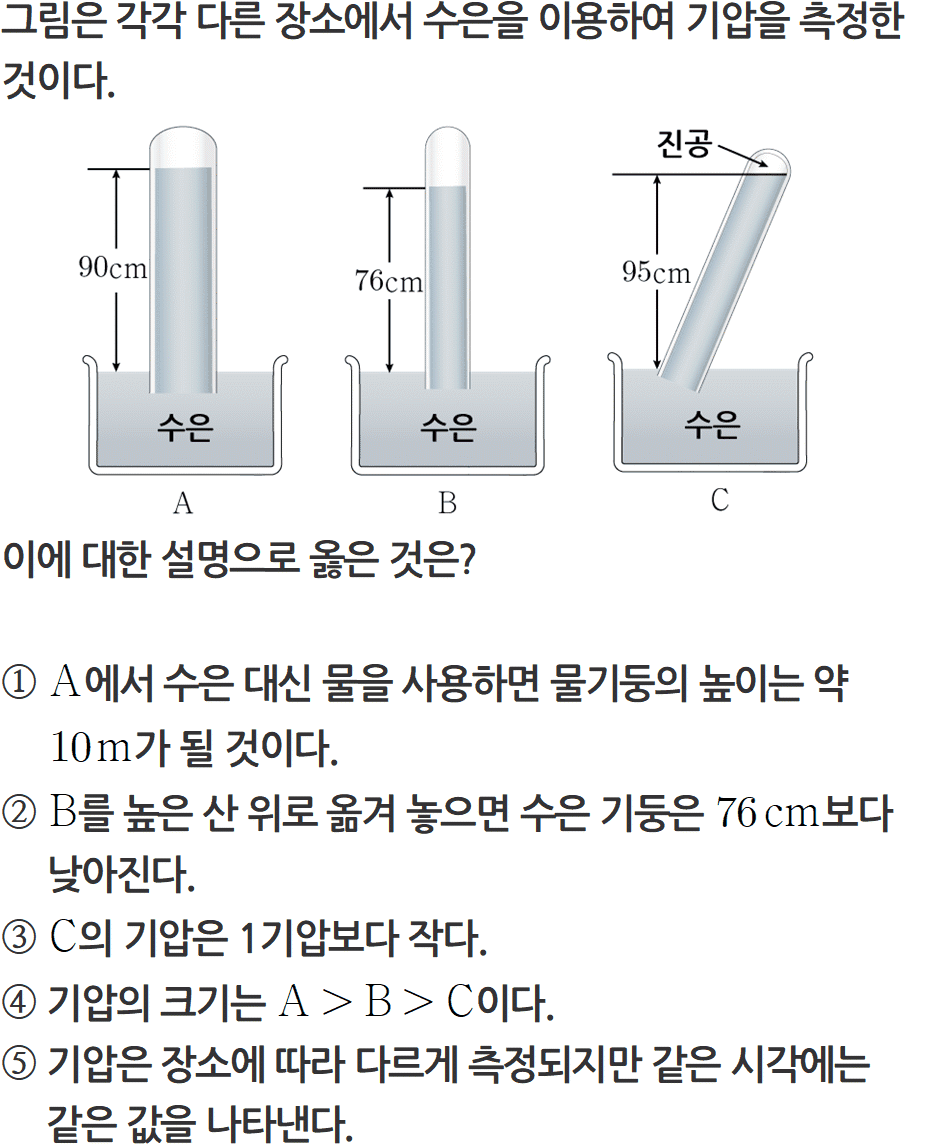 그림은 각각 다른 장소에서 수은을 이용하여 기압을 측정한
것이다.
진공
90cm
76cm
95cm
수은
수은
수은
A
B
C
이에 대한 설명으로 옳은 것은?
① A에서 수은 대신 물을 사용하면 물기둥의 높이는 약
10m가 될 것이다.
② B를 높은 산 위로 옮겨 놓으면 수은 기둥은 76cm보다
낮아진다.
③ C의 기압은 1기압보다 작다.
④ 기압의 크기는 A > B > C이다.
⑤ 기압은 장소에 따라 다르게 측정되지만 같은 시각에는
같은 값을 나타낸다.